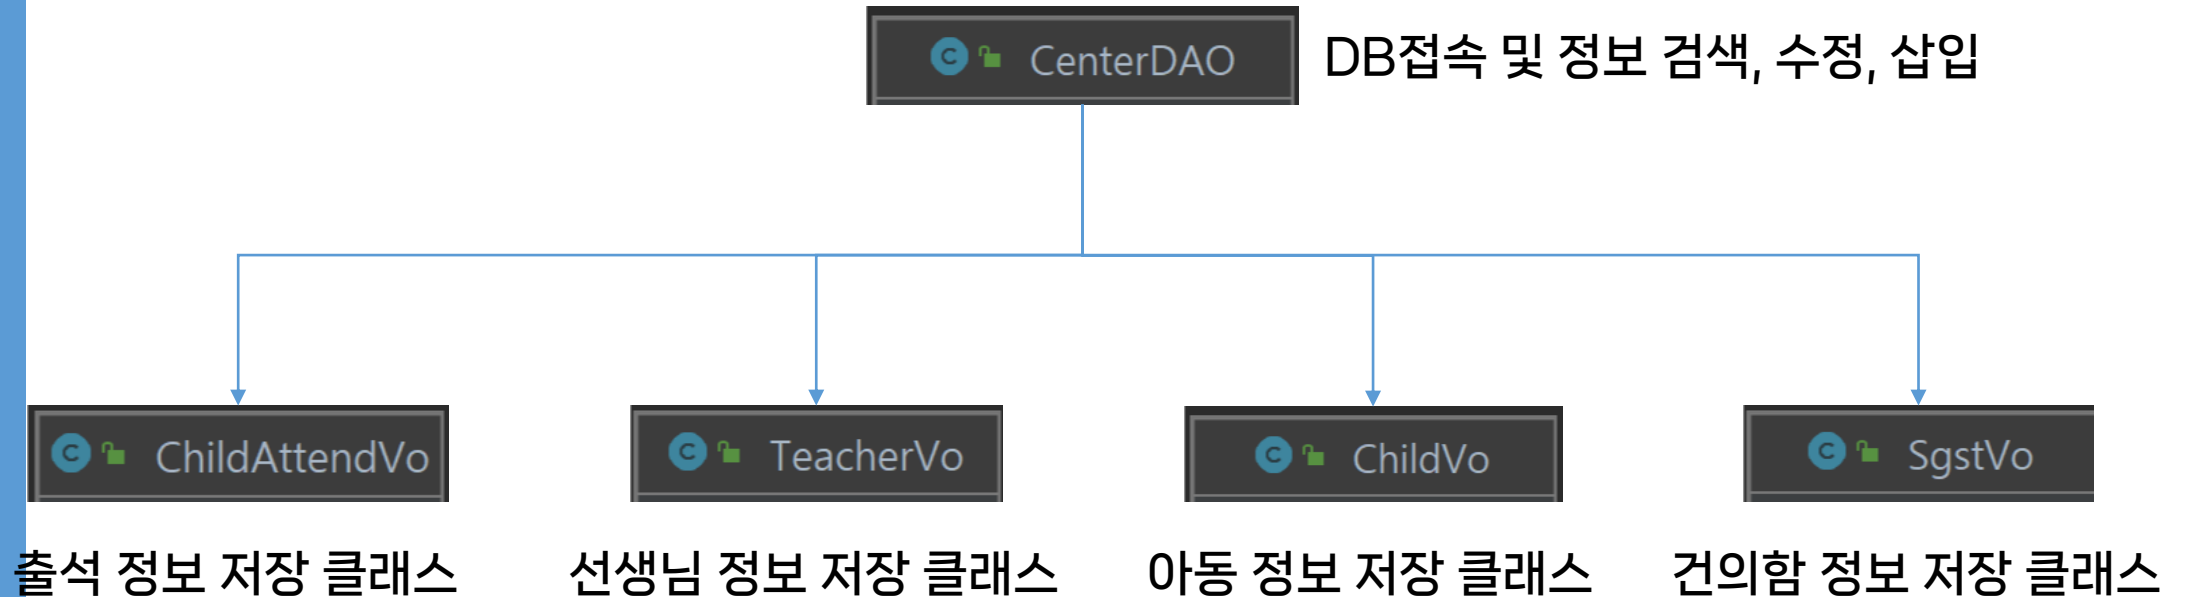 CenterDAO
DB접속 및 정보 검색, 수정, 삽입
ChildAttendVo
TeacherVo
ChildVo
SgstVo
출석 정보 저장 클래스
선생님 정보 저장 클래스
아동 정보 저장 클래스
건의함 정보 저장 클래스